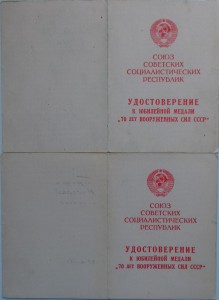 СОЮЗ
СОВЕТСКИХ
СОЦИАЛИСТИЧЕСКИХ
РЕСПУБЛИК
УДОСТОВЕРЕНИЕ
К ЮБИЛЕЙНОЙ МЕДАЛИ
„70 ЛЕТ ВООРУЖЕННЫХ СИЛ СССР“
СОЮЗ
СОВЕТСКИХ
СОЦИАЛИСТИЧЕСКИХ
РЕСПУБЛИК
УДОСТОВЕРЕНИЕ
К ЮБИЛЕЙНОЙ МЕДАЛИ
„70 ЛЕТ ВООРУЖЕННЫХ СИЛ СССР“